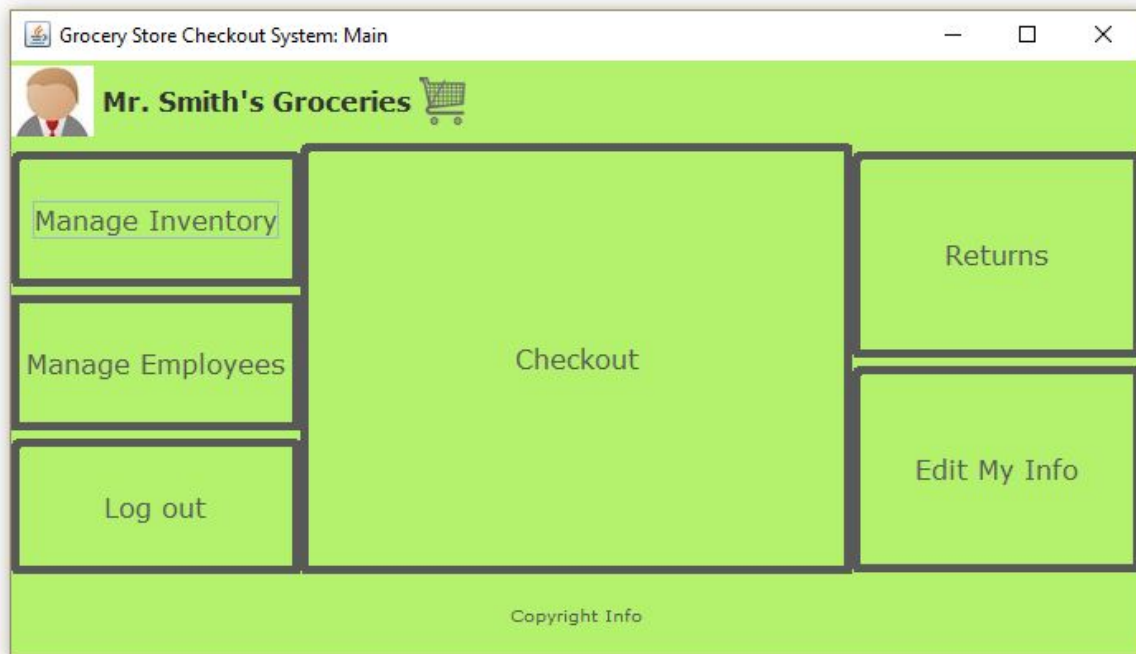 Grocery Store Checkout System: Main
Mr. Smith's Groceries
Manage Inventory
Manage Employees
Log out
Checkout
Returns
Edit My Info
Copyright Info